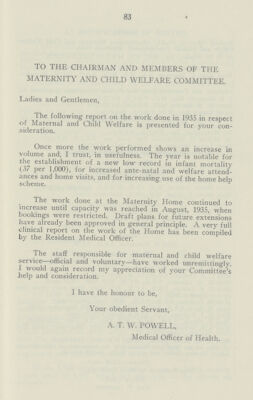 83
TO THE CHAIRMAN AND MEMBERS OF THE
MATERNITY AND CHILD WELFARE COMMITTEE.
Ladies and Gentlemen,
The following report on the work done in 1935 in respect
of Maternal and Child Welfare is presented for your con-
sideration.
Once more the work performed shows an increase in
volume and, I trust, in usefulness. The year is notable for
the establishment of a new low record in infant mortality
(37 per 1,000), for increased ante-natal and welfare attend-
ances and home visits, and for increasing use of the home help
scheme.
The work done at the Maternity Home continued to
increase until capacity was reached in August, 1935, when
bookings were restricted. Draft plans for future extensions
have already been approved in general principle. A very full
clinical report on the work of the Home has been compiled
by the Resident Medical Officer.
The staff responsible for maternal and child welfare
service—official and voluntary—have worked unremittingly.
I would again record my appreciation of your Committee's
help and consideration.
I have the honour to be,
Your obedient Servant,
A. T. W. POWELL,
Medical Officer of Health.